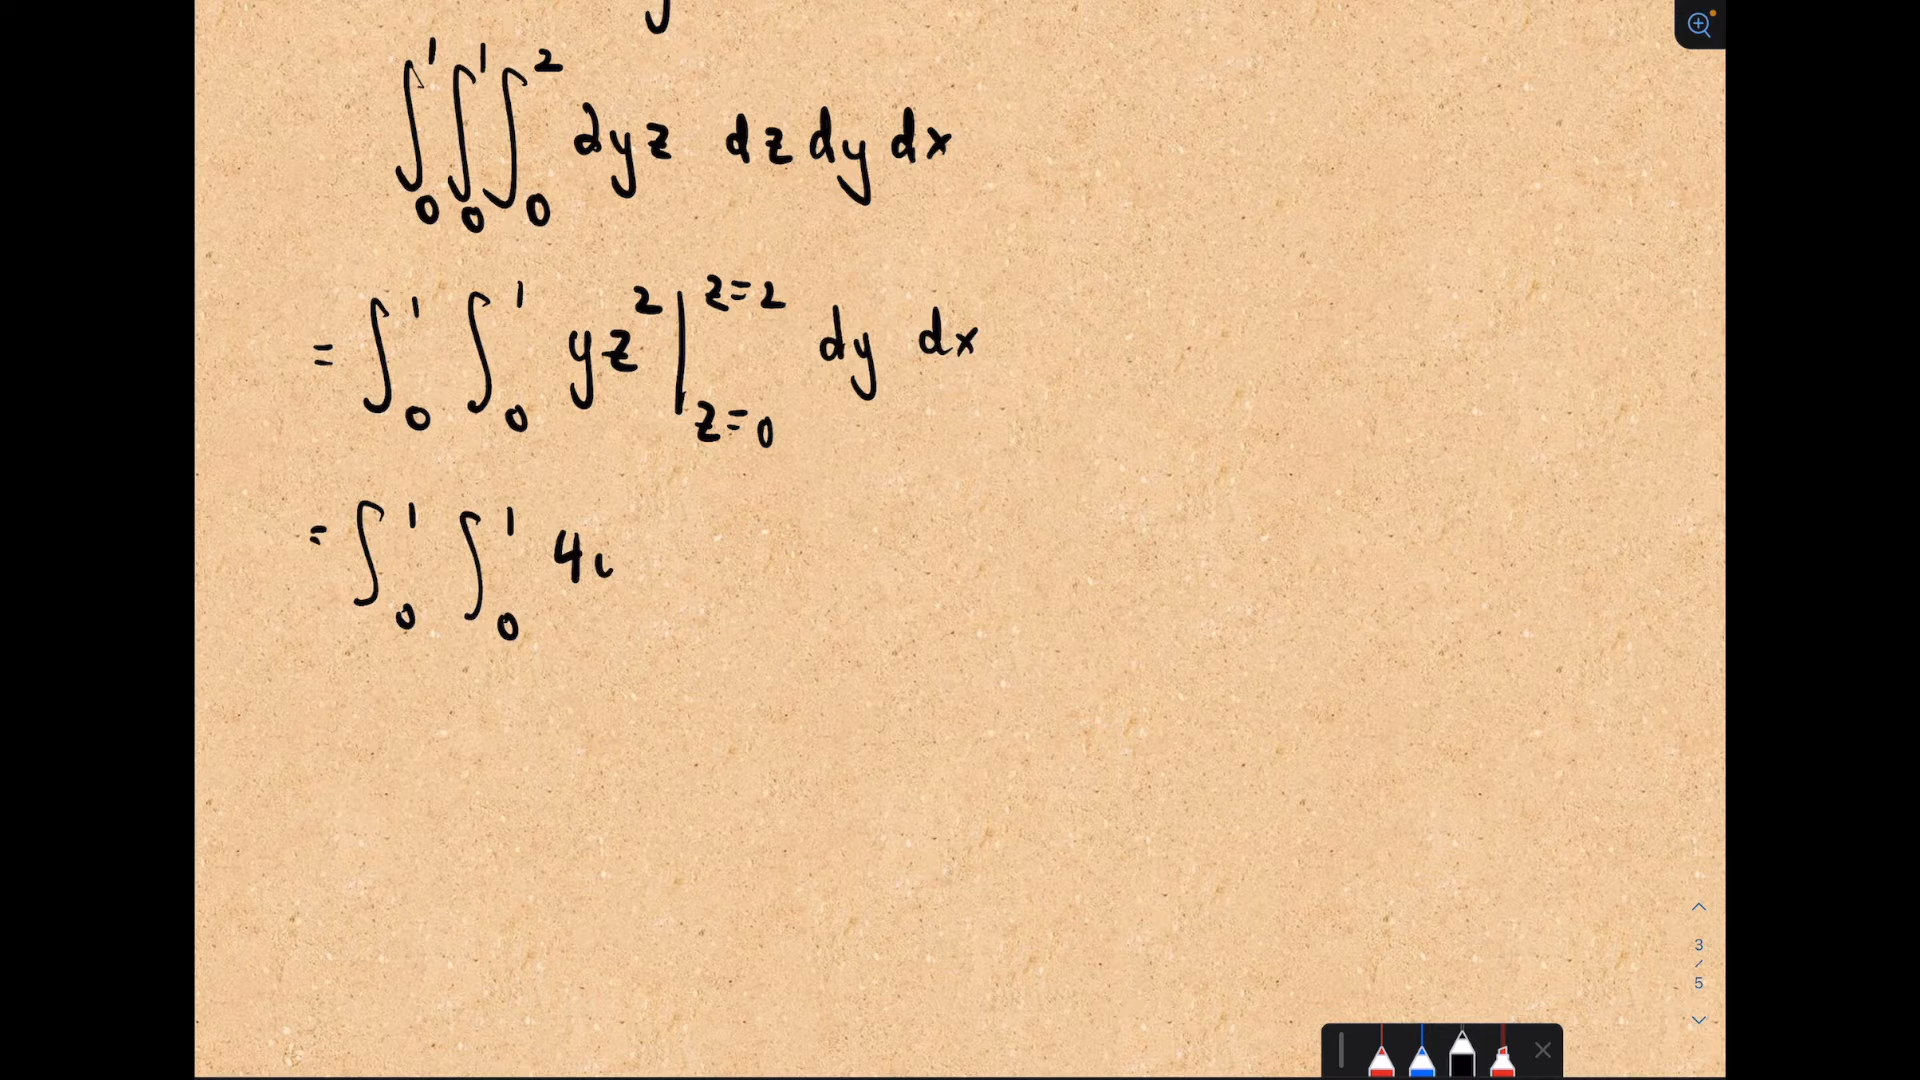 ∫₀¹ ∫₀¹ ∫₀² 2yz dz dy dx
= ∫₀¹ ∫₀¹ yz² |_{z=0}^{z=2} dy dx
= ∫₀¹ ∫₀¹ 4
3
/
5